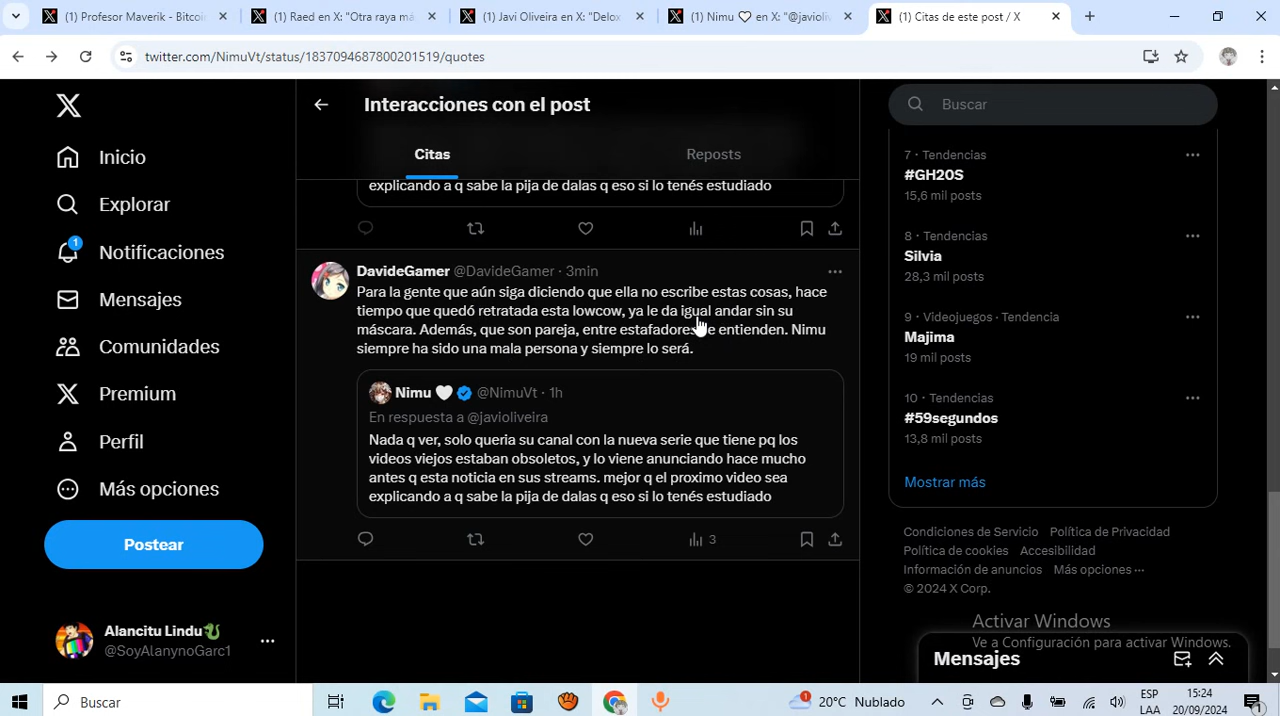 (1) Profesor Maverik - Bitcoi
(1) Raed en X: "Otra raya má
(1) Javi Oliveira en X: "Delox
(1) Nimu 🤍 en X: "@javioliv
(1) Citas de este post / X
twitter.com/NimuVt/status/1837094687800201519/quotes
Inicio
Explorar
1
Notificaciones
Mensajes
Comunidades
Premium
Perfil
Más opciones
Postear
Alancitu Lindu🐉
@SoyAlanynoGarc1
Interacciones con el post
Citas
Reposts
explicando a q sabe la pija de dalas q eso si lo tenés estudiado
DavideGamer @DavideGamer · 3min
Para la gente que aún siga diciendo que ella no escribe estas cosas, hace
tiempo que quedó retratada esta lowcow, ya le da igual andar sin su
máscara. Además, que son pareja, entre estafadores e entienden. Nimu
siempre ha sido una mala persona y siempre lo será.
Nimu 🤍 @NimuVt · 1h
En respuesta a @javioliveira
Nada q ver, solo queria su canal con la nueva serie que tiene pq los
videos viejos estaban obsoletos, y lo viene anunciando hace mucho
antes q esta noticia en sus streams. mejor q el proximo video sea
explicando a q sabe la pija de dalas q eso si lo tenés estudiado
3
Buscar
7 · Tendencias
#GH20S
15,6 mil posts
8 · Tendencias
Silvia
28,3 mil posts
9 · Videojuegos · Tendencia
Majima
19 mil posts
10 · Tendencias
#59segundos
13,8 mil posts
Mostrar más
Condiciones de Servicio Política de Privacidad
Política de cookies Accesibilidad
Información de anuncios Más opciones ···
© 2024 X Corp.
Activar Windows
Ve a Configuración para activar Windows.
Mensajes
Buscar
1
20°C Nublado
ESP
LAA
15:24
20/09/2024
1